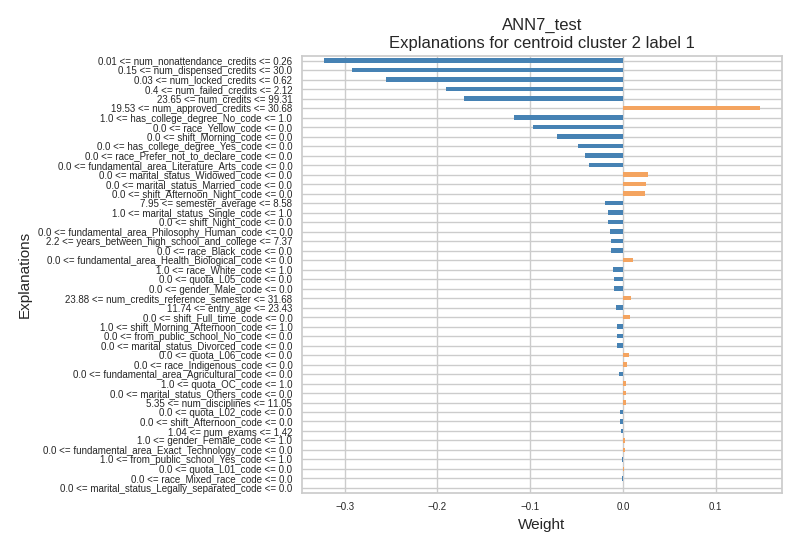 ANN7_test
Explanations for centroid cluster 2 label 1
0.01 <= num_nonattendance_credits <= 0.26
0.15 <= num_dispensed_credits <= 30.0
0.03 <= num_locked_credits <= 0.62
0.4 <= num_failed_credits <= 2.12
23.65 <= num_credits <= 99.31
19.53 <= num_approved_credits <= 30.68
1.0 <= has_college_degree_No_code <= 1.0
0.0 <= race_Yellow_code <= 0.0
0.0 <= shift_Morning_code <= 0.0
0.0 <= has_college_degree_Yes_code <= 0.0
0.0 <= race_Prefer_not_to_declare_code <= 0.0
0.0 <= fundamental_area_Literature_Arts_code <= 0.0
0.0 <= marital_status_Widowed_code <= 0.0
0.0 <= marital_status_Married_code <= 0.0
0.0 <= shift_Afternoon_Night_code <= 0.0
7.95 <= semester_average <= 8.58
1.0 <= marital_status_Single_code <= 1.0
0.0 <= shift_Night_code <= 0.0
0.0 <= fundamental_area_Philosophy_Human_code <= 0.0
2.2 <= years_between_high_school_and_college <= 7.37
0.0 <= race_Black_code <= 0.0
0.0 <= fundamental_area_Health_Biological_code <= 0.0
1.0 <= race_White_code <= 1.0
0.0 <= quota_L05_code <= 0.0
0.0 <= gender_Male_code <= 0.0
23.88 <= num_credits_reference_semester <= 31.68
11.74 <= entry_age <= 23.43
0.0 <= shift_Full_time_code <= 0.0
1.0 <= shift_Morning_Afternoon_code <= 1.0
0.0 <= from_public_school_No_code <= 0.0
0.0 <= marital_status_Divorced_code <= 0.0
0.0 <= quota_L06_code <= 0.0
0.0 <= race_Indigenous_code <= 0.0
0.0 <= fundamental_area_Agricultural_code <= 0.0
1.0 <= quota_OC_code <= 1.0
0.0 <= marital_status_Others_code <= 0.0
5.35 <= num_disciplines <= 11.05
0.0 <= quota_L02_code <= 0.0
0.0 <= shift_Afternoon_code <= 0.0
1.04 <= num_exams <= 1.42
1.0 <= gender_Female_code <= 1.0
0.0 <= fundamental_area_Exact_Technology_code <= 0.0
1.0 <= from_public_school_Yes_code <= 1.0
0.0 <= quota_L01_code <= 0.0
0.0 <= race_Mixed_race_code <= 0.0
0.0 <= marital_status_Legally_separated_code <= 0.0
Explanations
−0.3 −0.2 −0.1 0.0 0.1
Weight